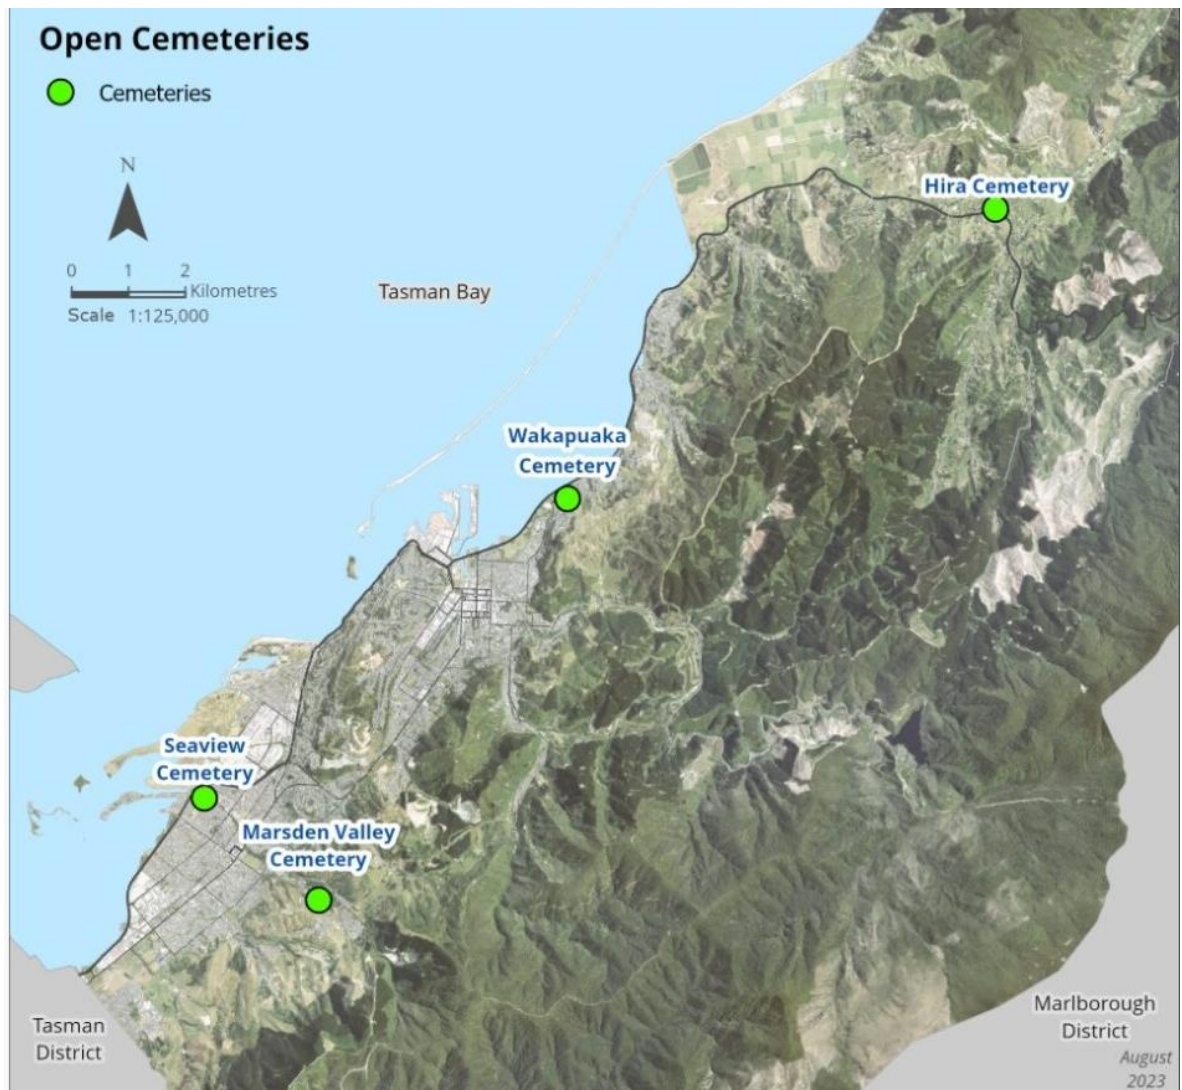 Open Cemeteries
Cemeteries
N
0 1 2
Kilometres
Scale 1:125,000
Tasman Bay
Hira Cemetery
Wakapuaka
Cemetery
Seaview
Cemetery
Marsden Valley
Cemetery
Tasman
District
Marlborough
District
August
2023